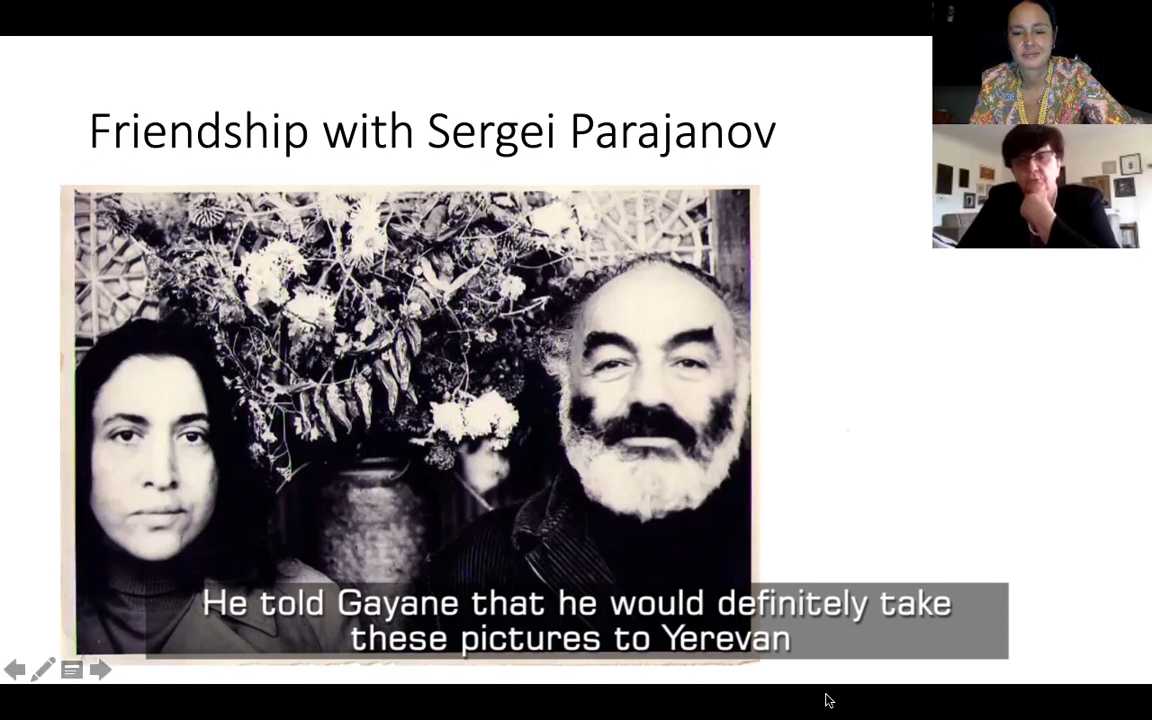 Friendship with Sergei Parajanov
He told Gayane that he would definitely take
these pictures to Yerevan